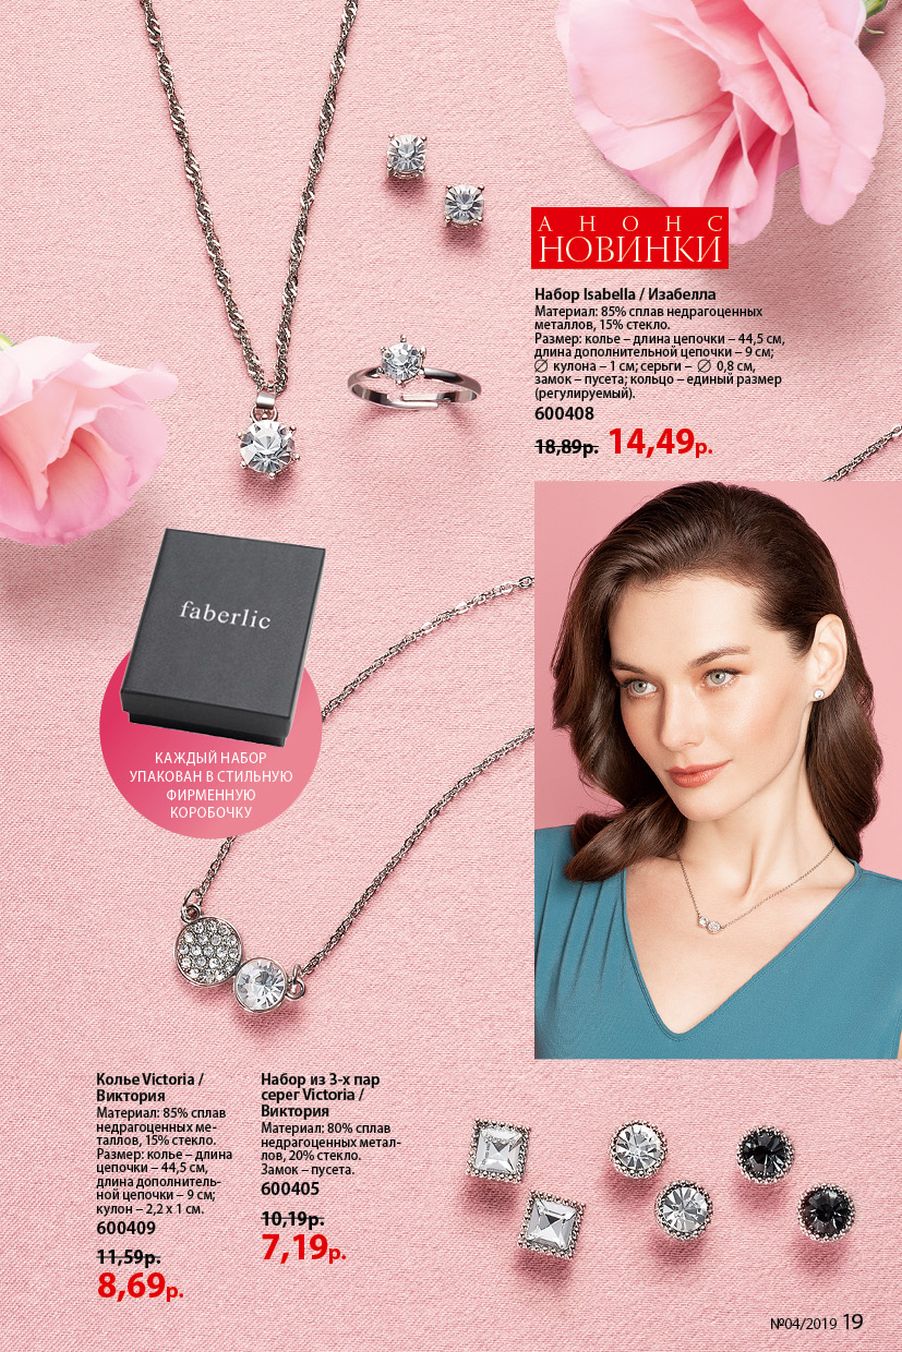 АНОНС
НОВИНКИ
Набор Isabella / Изабелла
Материал: 85% сплав недрагоценных
металлов, 15% стекло.
Размер: колье – длина цепочки – 44,5 см,
длина дополнительной цепочки – 9 см;
∅ кулона – 1 см; серьги – ∅ 0,8 см,
замок – пусета; кольцо – единый размер
(регулируемый).
600408
18,89р. 14,49р.
faberlic
КАЖДЫЙ НАБОР
УПАКОВАН В СТИЛЬНУЮ
ФИРМЕННУЮ
КОРОБОЧКУ
Колье Victoria /
Виктория
Материал: 85% сплав
недрагоценных ме-
таллов, 15% стекло.
Размер: колье – длина
цепочки – 44,5 см,
длина дополнитель-
ной цепочки – 9 см;
кулон – 2,2 х 1 см.
600409
11,59р.
8,69р.
Набор из 3-х пар
серег Victoria /
Виктория
Материал: 80% сплав
недрагоценных метал-
лов, 20% стекло.
Замок – пусета.
600405
10,19р.
7,19р.
№04/2019 19